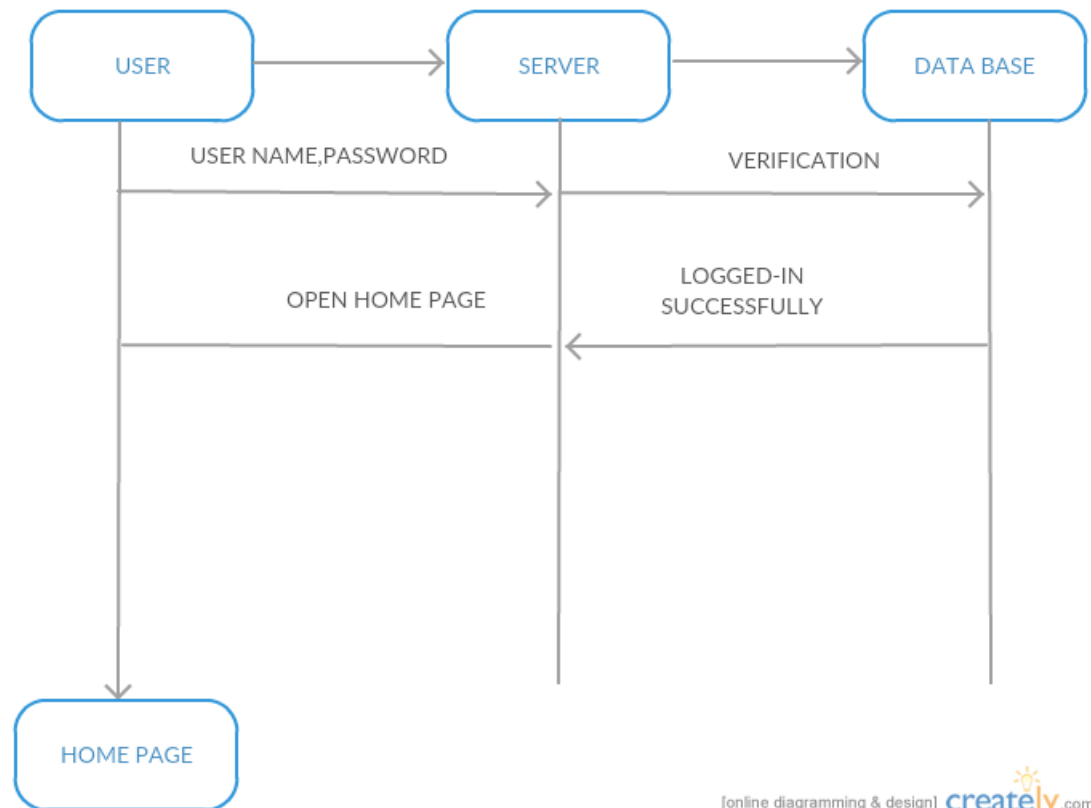 USER
SERVER
DATA BASE
USER NAME,PASSWORD
VERIFICATION
LOGGED-IN
SUCCESSFULLY
OPEN HOME PAGE
HOME PAGE
[online diagramming & design] creately.com